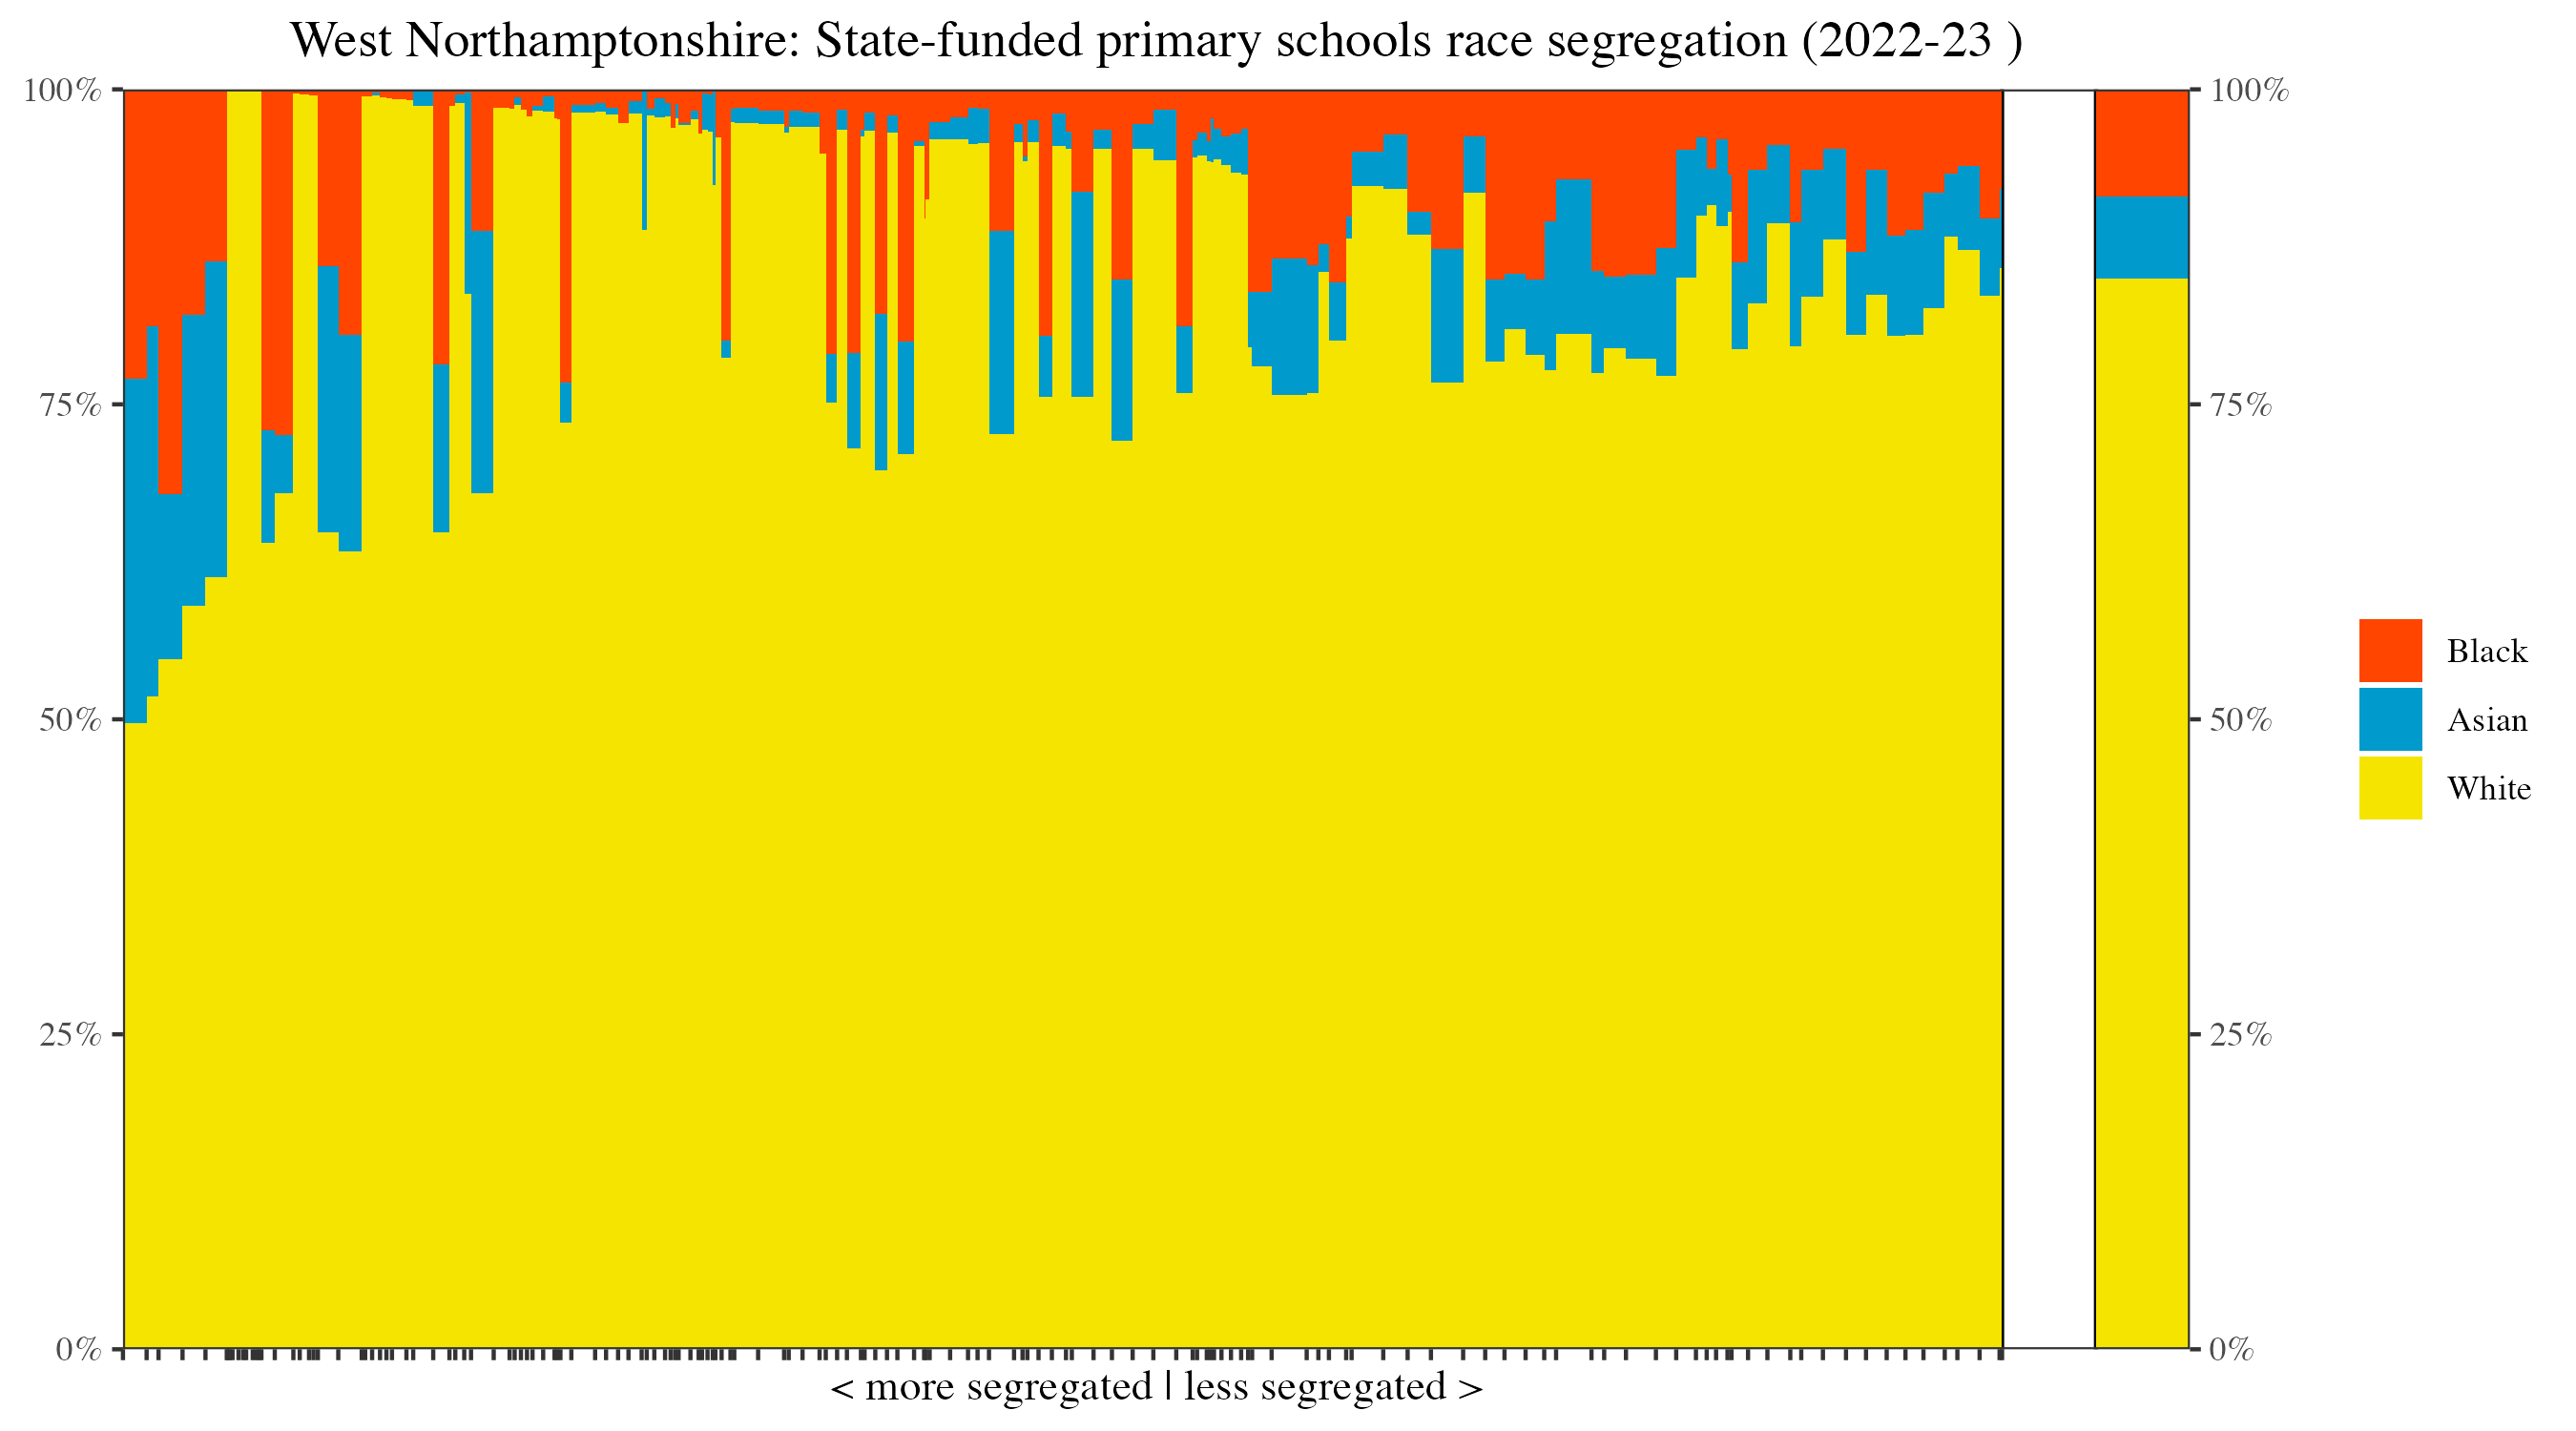 West Northamptonshire: State-funded primary schools race segregation (2022-23 )
100%
75%
50%
25%
0%
100%
75%
50%
25%
0%
Black
Asian
White
< more segregated | less segregated >